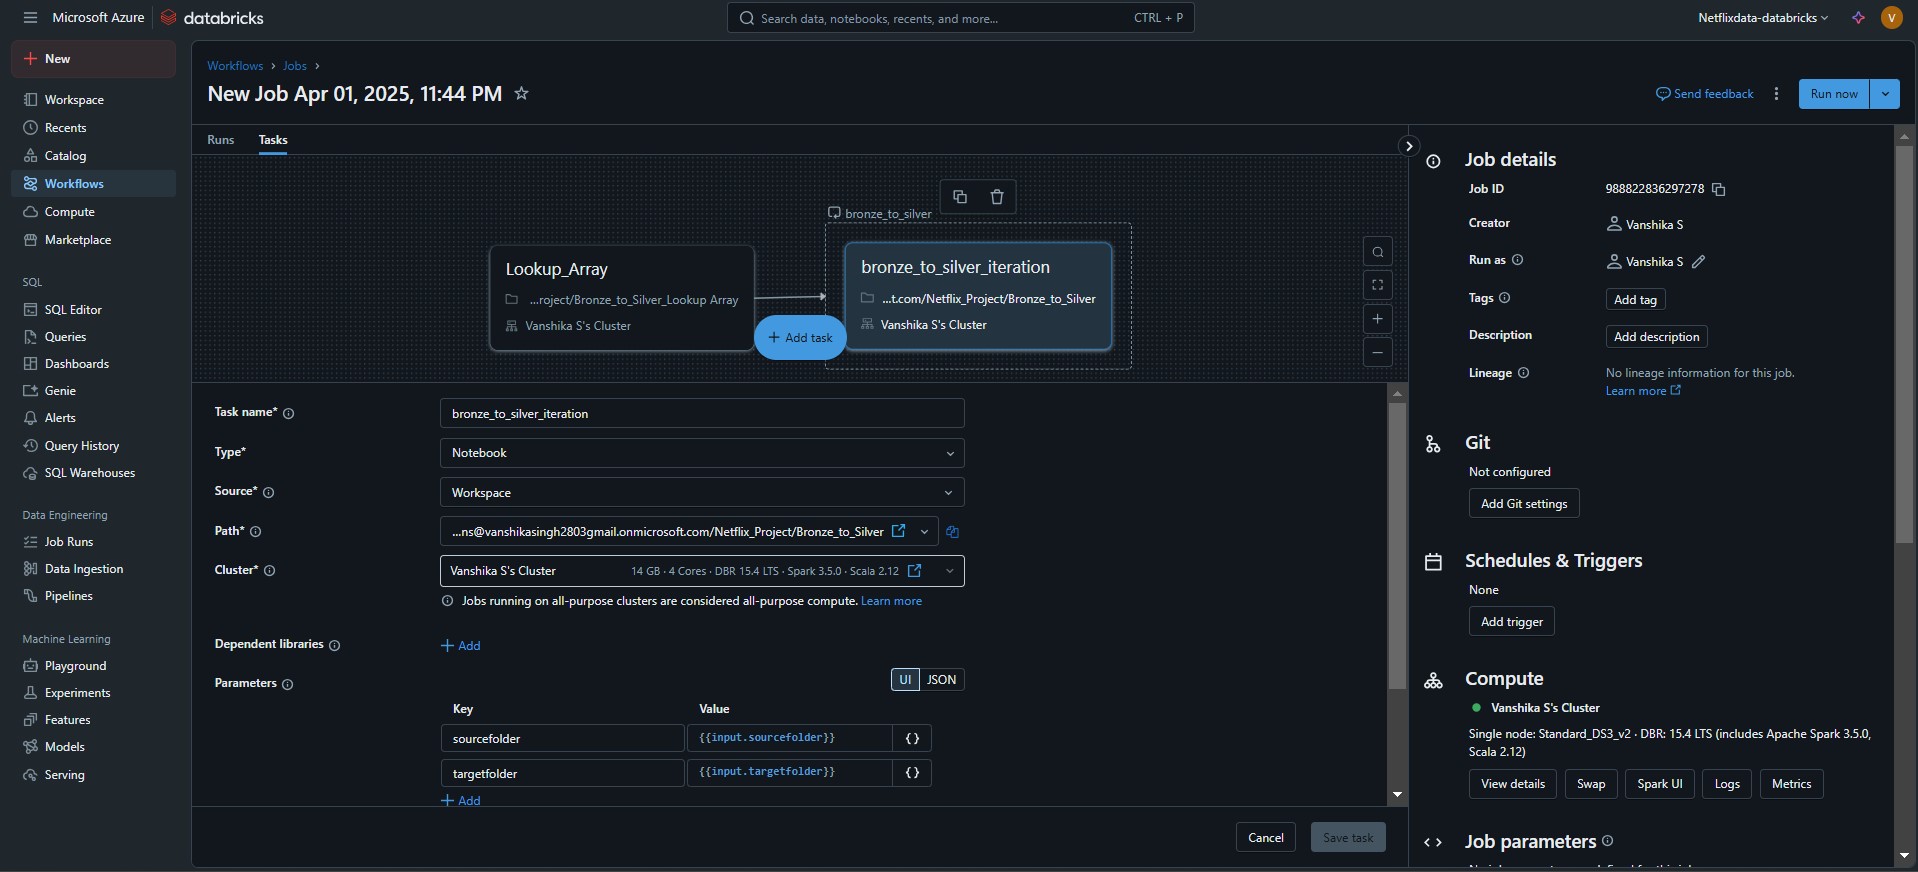 Microsoft Azure
databricks
Search data, notebooks, recents, and more...
CTRL + P
Netflixdata-databricks
V
New
Workspace
Recents
Catalog
Workflows
Compute
Marketplace
SQL
SQL Editor
Queries
Dashboards
Genie
Alerts
Query History
SQL Warehouses
Data Engineering
Job Runs
Data Ingestion
Pipelines
Machine Learning
Playground
Experiments
Features
Models
Serving
Workflows > Jobs >
New Job Apr 01, 2025, 11:44 PM
Send feedback
Run now
Runs
Tasks
bronze_to_silver
Lookup_Array
...roject/Bronze_to_Silver_Lookup Array
Vanshika S's Cluster
+ Add task
bronze_to_silver_iteration
...t.com/Netflix_Project/Bronze_to_Silver
Vanshika S's Cluster
Task name* bronze_to_silver_iteration
Type* Notebook
Source* Workspace
Path* ...ns@vanshikasingh2803gmail.onmicrosoft.com/Netflix_Project/Bronze_to_Silver
Cluster* Vanshika S's Cluster 14 GB · 4 Cores · DBR 15.4 LTS · Spark 3.5.0 · Scala 2.12
Jobs running on all-purpose clusters are considered all-purpose compute. Learn more
Dependent libraries + Add
Parameters UI JSON
Key Value
sourcefolder {{input.sourcefolder}} {}
targetfolder {{input.targetfolder}} {}
+ Add
Cancel
Save task
Job details
Job ID 988822836297278
Creator Vanshika S
Run as Vanshika S
Tags Add tag
Description Add description
Lineage No lineage information for this job.
Learn more
Git
Not configured
Add Git settings
Schedules & Triggers
None
Add trigger
Compute
Vanshika S's Cluster
Single node: Standard_DS3_v2 · DBR: 15.4 LTS (includes Apache Spark 3.5.0,
Scala 2.12)
View details Swap Spark UI Logs Metrics
Job parameters